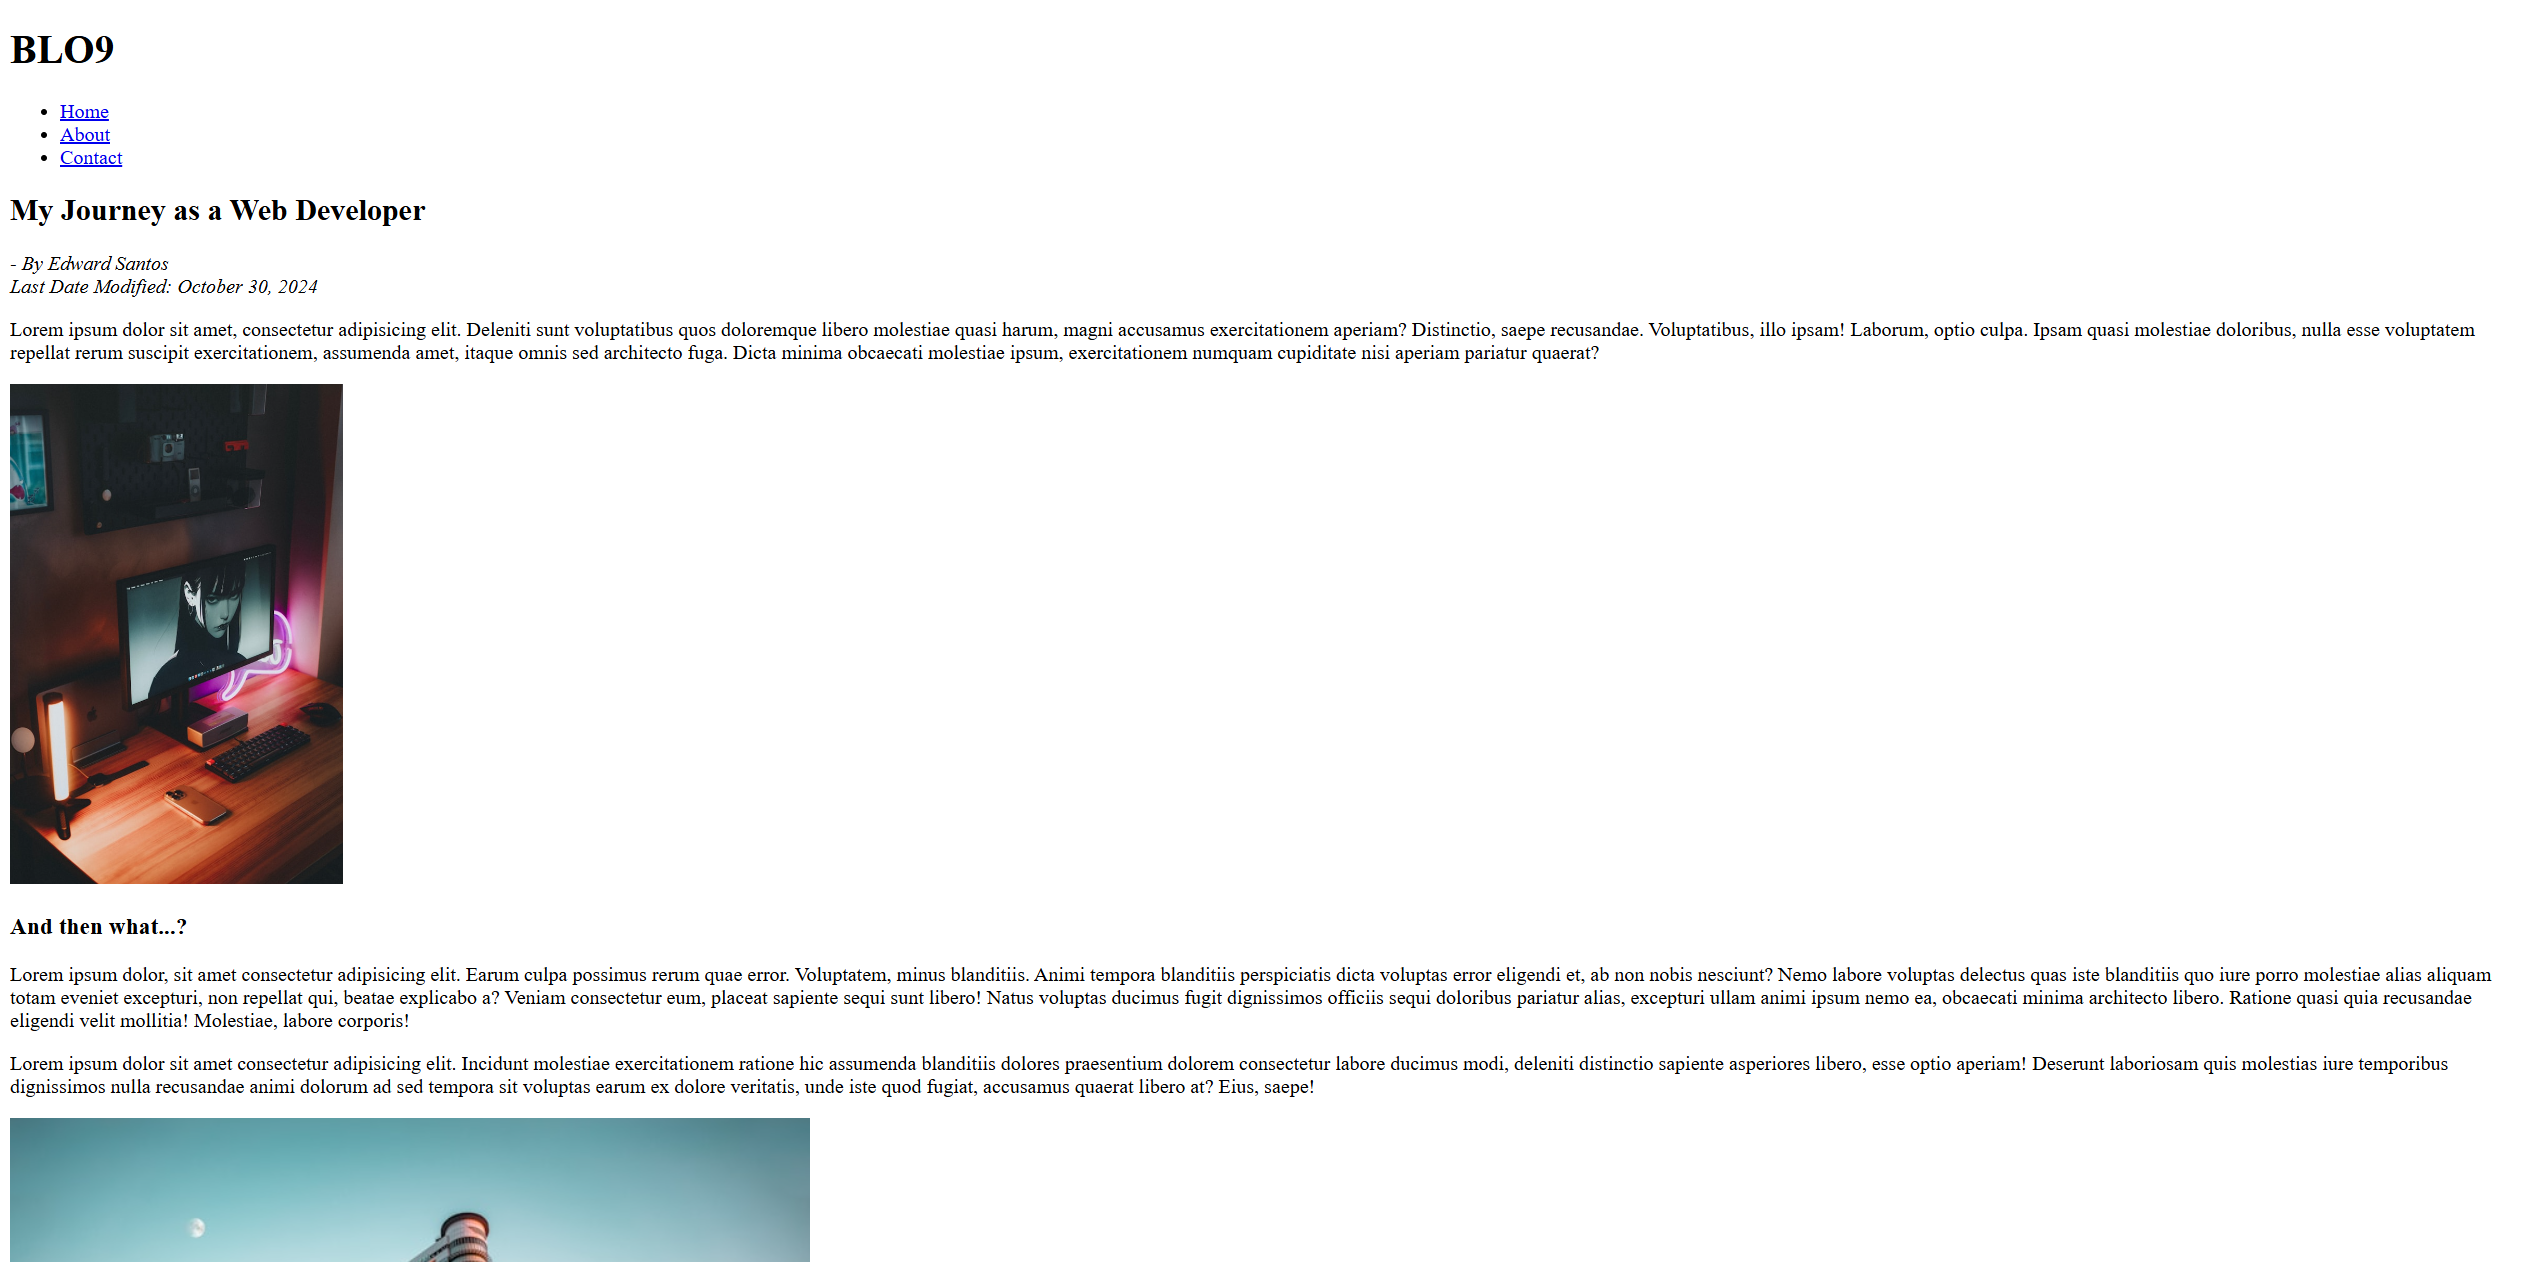 BLO9
Home
About
Contact
My Journey as a Web Developer
- By Edward Santos
Last Date Modified: October 30, 2024
Lorem ipsum dolor sit amet, consectetur adipisicing elit. Deleniti sunt voluptatibus quos doloremque libero molestiae quasi harum, magni accusamus exercitationem aperiam? Distinctio, saepe recusandae. Voluptatibus, illo ipsam! Laborum, optio culpa. Ipsam quasi molestiae doloribus, nulla esse voluptatem
repellat rerum suscipit exercitationem, assumenda amet, itaque omnis sed architecto fuga. Dicta minima obcaecati molestiae ipsum, exercitationem numquam cupiditate nisi aperiam pariatur quaerat?
And then what...?
Lorem ipsum dolor, sit amet consectetur adipisicing elit. Earum culpa possimus rerum quae error. Voluptatem, minus blanditiis. Animi tempora blanditiis perspiciatis dicta voluptas error eligendi et, ab non nobis nesciunt? Nemo labore voluptas delectus quas iste blanditiis quo iure porro molestiae alias aliquam
totam eveniet excepturi, non repellat qui, beatae explicabo a? Veniam consectetur eum, placeat sapiente sequi sunt libero! Natus voluptas ducimus fugit dignissimos officiis sequi doloribus pariatur alias, excepturi ullam animi ipsum nemo ea, obcaecati minima architecto libero. Ratione quasi quia recusandae
eligendi velit mollitia! Molestiae, labore corporis!
Lorem ipsum dolor sit amet consectetur adipisicing elit. Incidunt molestiae exercitationem ratione hic assumenda blanditiis dolores praesentium dolorem consectetur labore ducimus modi, deleniti distinctio sapiente asperiores libero, esse optio aperiam! Deserunt laboriosam quis molestias iure temporibus
dignissimos nulla recusandae animi dolorum ad sed tempora sit voluptas earum ex dolore veritatis, unde iste quod fugiat, accusamus quaerat libero at? Eius, saepe!